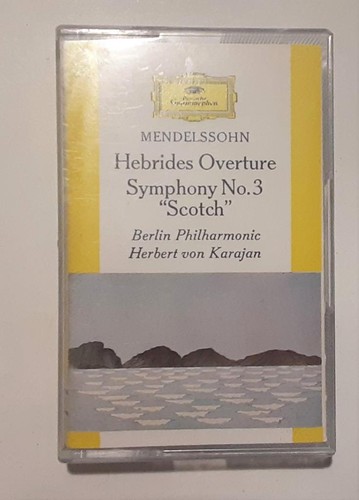 Deutsche
Grammophon
MENDELSSOHN
Hebrides Overture
Symphony No.3
"Scotch"
Berlin Philharmonic
Herbert von Karajan